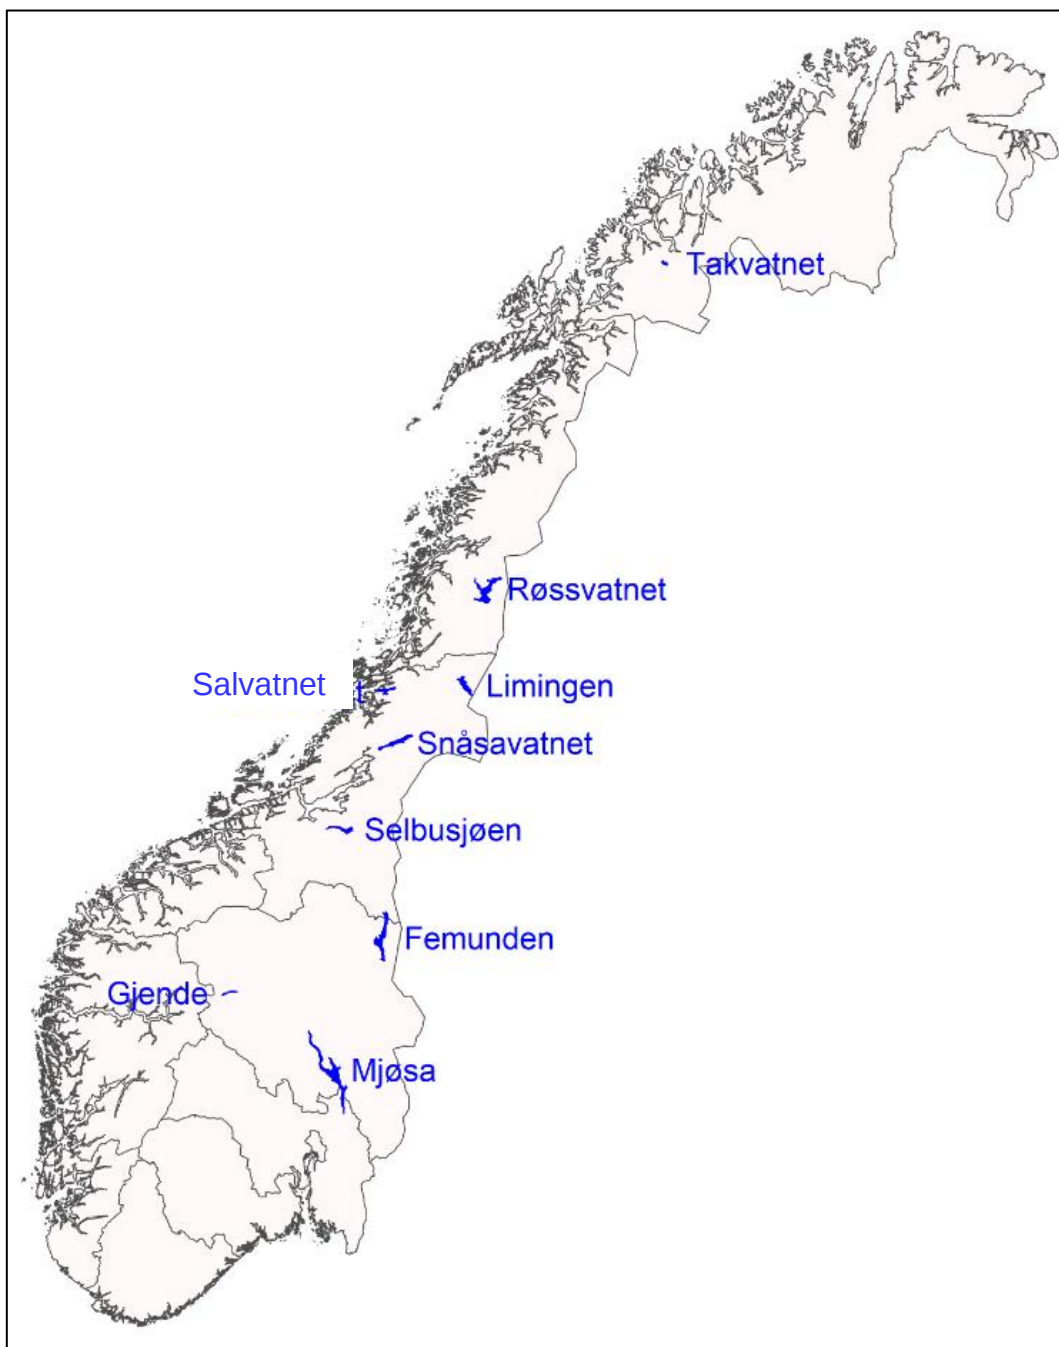 Takvatnet
Røssvatnet
Salvatnet
Limingen
Snåsavatnet
Selbusjøen
Femunden
Gjende
Mjøsa